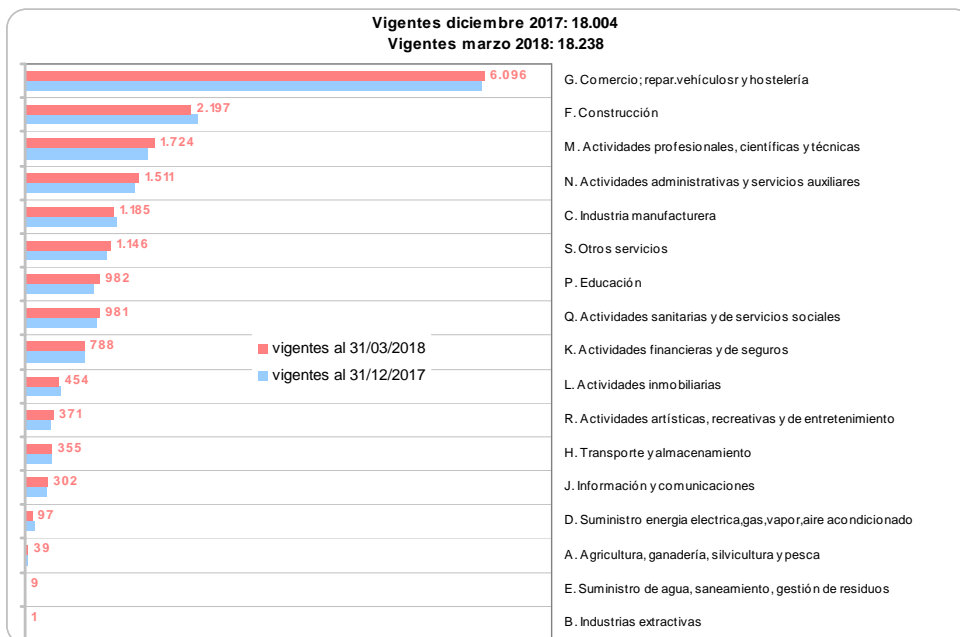 Vigentes diciembre 2017: 18.004
Vigentes marzo 2018: 18.238
6.096 G. Comercio; repar.vehículosr y hostelería
2.197 F. Construcción
1.724 M. Actividades profesionales, científicas y técnicas
1.511 N. Actividades administrativas y servicios auxiliares
1.185 C. Industria manufacturera
1.146 S. Otros servicios
982 P. Educación
981 Q. Actividades sanitarias y de servicios sociales
vigentes al 31/03/2018
788 K. Actividades financieras y de seguros
vigentes al 31/12/2017
454 L. Actividades inmobiliarias
371 R. Actividades artísticas, recreativas y de entretenimiento
355 H. Transporte y almacenamiento
302 J. Información y comunicaciones
97 D. Suministro energia electrica,gas,vapor,aire acondicionado
39 A. Agricultura, ganadería, silvicultura y pesca
9 E. Suministro de agua, saneamiento, gestión de residuos
1 B. Industrias extractivas